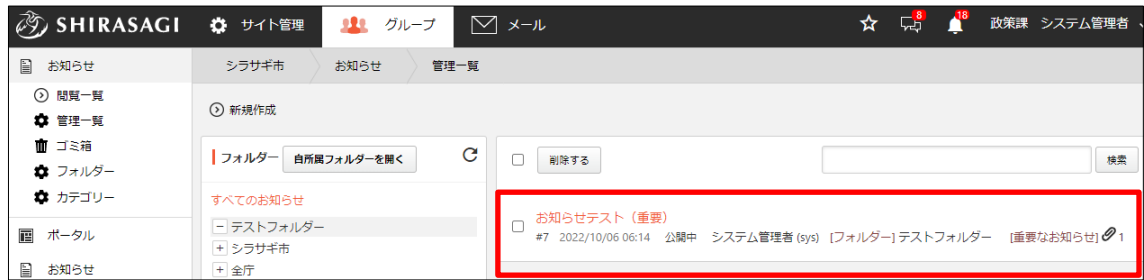 SHIRASAGI サイト管理 グループ メール 8 18 政策課 システム管理者
お知らせ
閲覧一覧
管理一覧
ゴミ箱
フォルダー
カテゴリー
ポータル
お知らせ
シラサギ市 お知らせ 管理一覧
新規作成
フォルダー 自所属フォルダーを開く
すべてのお知らせ
テストフォルダー
シラサギ市
全庁
削除する 検索
お知らせテスト（重要）
#7 2022/10/06 06:14 公開中 システム管理者 (sys) [フォルダー] テストフォルダー [重要なお知らせ] 1